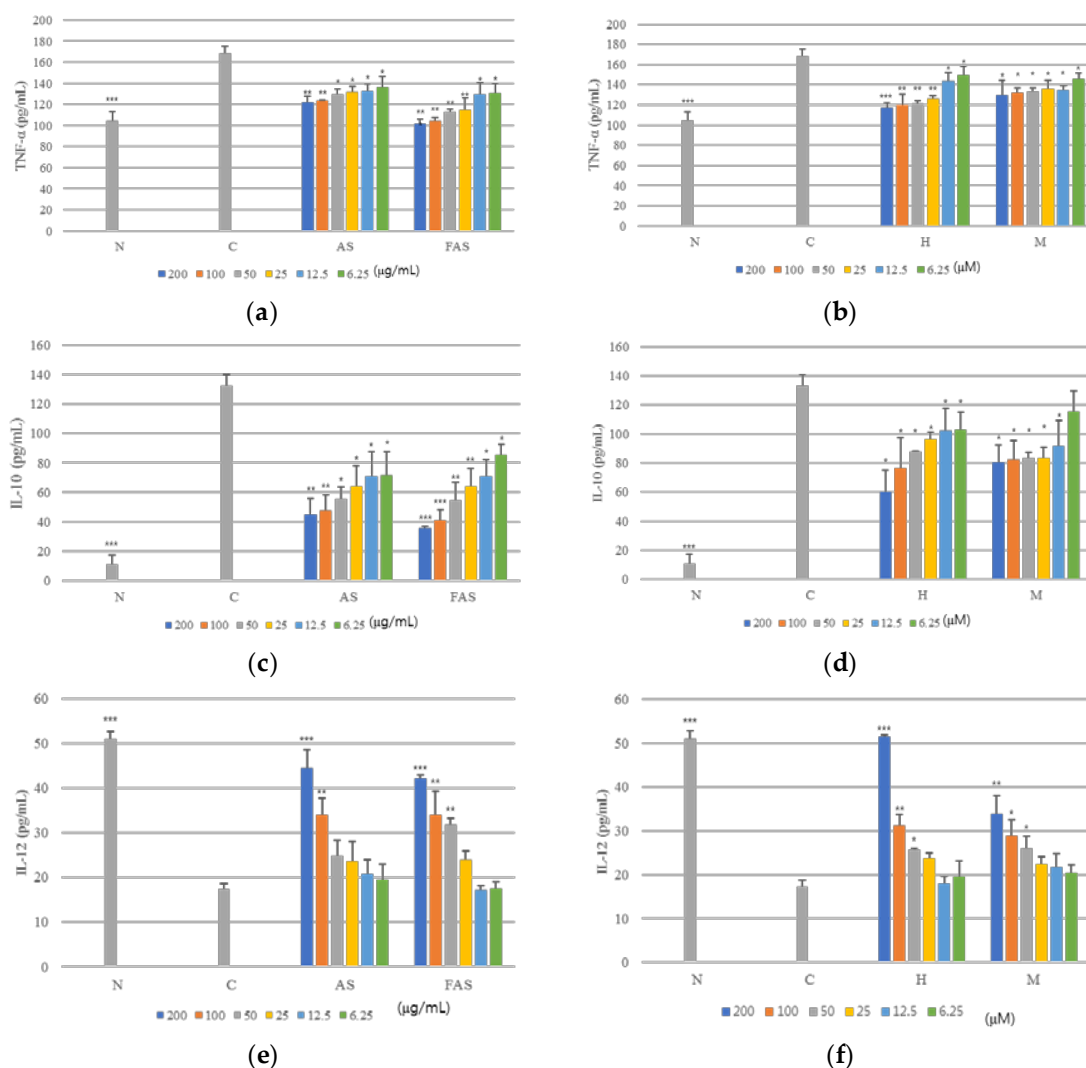 200
180
160
140
120
100
80
60
40
20
0
TNF-α (pg/mL)
***
** ** * * * *
** ** ** ** * *
N C AS FAS
200 100 50 25 12.5 6.25 (μg/mL)
(a)
200
180
160
140
120
100
80
60
40
20
0
TNF-α (pg/mL)
***
*** ** ** ** * *
* * * * * *
N C H M
200 100 50 25 12.5 6.25 (μM)
(b)
160
140
120
100
80
60
40
20
0
IL-10 (pg/mL)
***
** ** * * * *
*** *** ** ** * *
N C AS FAS
200 100 50 25 12.5 6.25 (μg/mL)
(c)
160
140
120
100
80
60
40
20
0
IL-10 (pg/mL)
***
* * * * * *
* * * * *
N C H M
200 100 50 25 12.5 6.25 (μM)
(d)
60
50
40
30
20
10
0
IL-12 (pg/mL)
***
*** **
*** ** **
N C AS FAS
200 100 50 25 12.5 6.25 (μg/mL)
(e)
60
50
40
30
20
10
0
IL-12 (pg/mL)
***
*** ** *
** * *
N C H M
200 100 50 25 12.5 6.25 (μM)
(f)